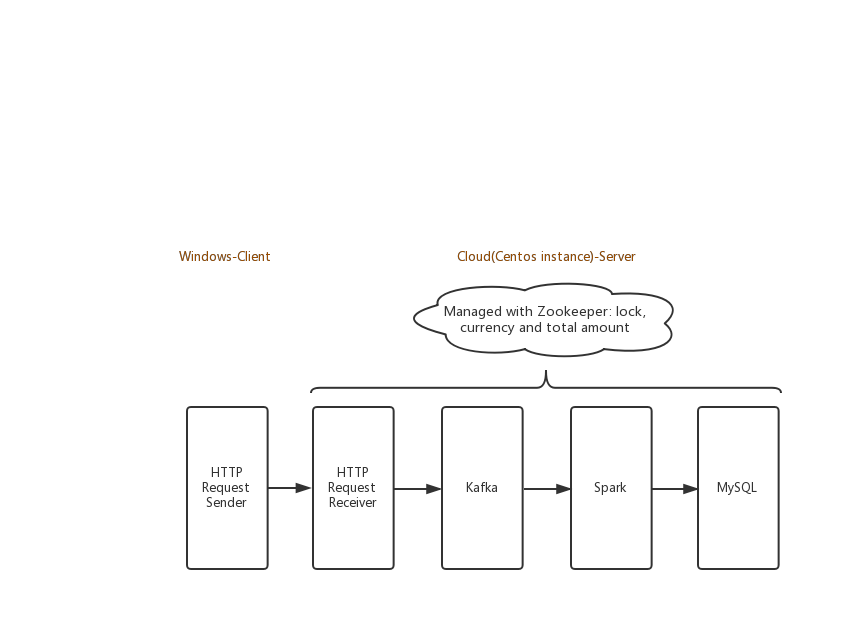 Windows-Client
Cloud(Centos instance)-Server
Managed with Zookeeper: lock,
currency and total amount
HTTP
Request
Sender
HTTP
Request
Receiver
Kafka
Spark
MySQL